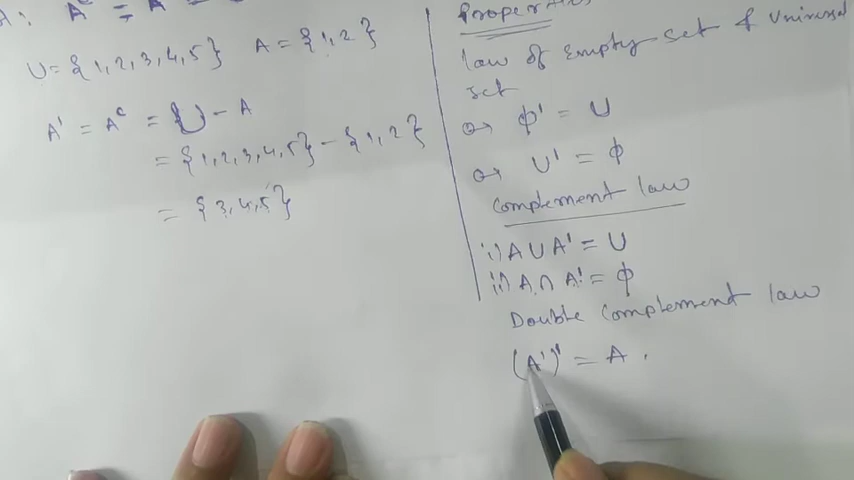 A^c = A
U = {1,2,3,4,5} A = {1,2}
A' = A^c = U - A
= {1,2,3,4,5} - {1,2}
= {3,4,5}
Properties
law of Empty set & Universal
set
ϕ' = U
U' = ϕ
Complement law
i) A ∪ A' = U
ii) A ∩ A' = ϕ
Double Complement law
(A')' = A .